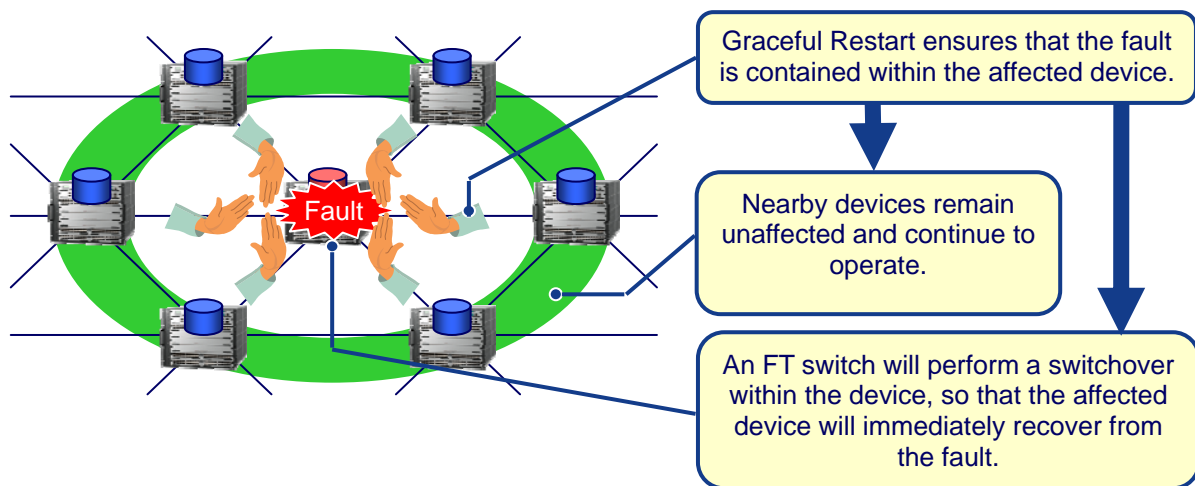 Graceful Restart ensures that the fault
is contained within the affected device.
Fault
Nearby devices remain
unaffected and continue to
operate.
An FT switch will perform a switchover
within the device, so that the affected
device will immediately recover from
the fault.